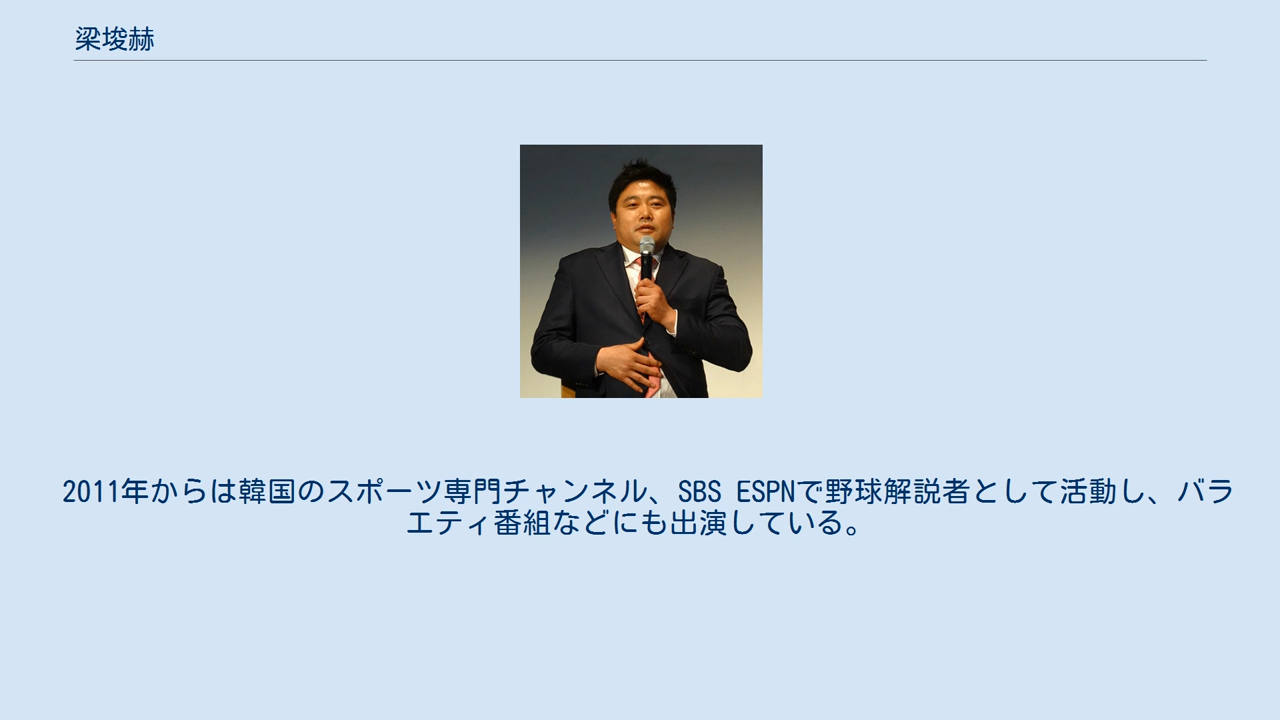 梁埈赫
2011年からは韓国のスポーツ専門チャンネル、SBS ESPNで野球解説者として活動し、バラ
エティ番組などにも出演している。